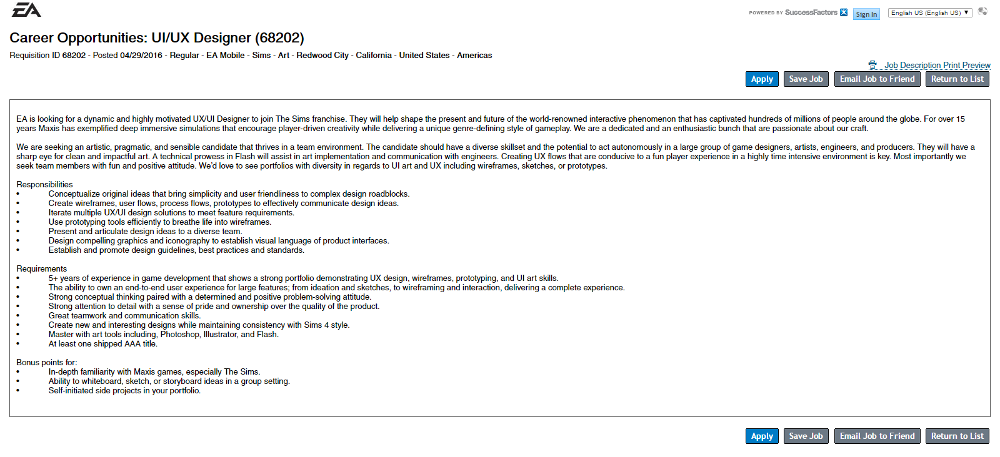 EA
POWERED BY SuccessFactors
Sign In
English US (English US) ▼
Career Opportunities: UI/UX Designer (68202)
Requisition ID 68202 - Posted 04/29/2016 - Regular - EA Mobile - Sims - Art - Redwood City - California - United States - Americas
Job Description Print Preview
Apply Save Job Email Job to Friend Return to List
EA is looking for a dynamic and highly motivated UX/UI Designer to join The Sims franchise. They will help shape the present and future of the world-renowned interactive phenomenon that has captivated hundreds of millions of people around the globe. For over 15
years Maxis has exemplified deep immersive simulations that encourage player-driven creativity while delivering a unique genre-defining style of gameplay. We are a dedicated and an enthusiastic bunch that are passionate about our craft.
We are seeking an artistic, pragmatic, and sensible candidate that thrives in a team environment. The candidate should have a diverse skillset and the potential to act autonomously in a large group of game designers, artists, engineers, and producers. They will have a
sharp eye for clean and impactful art. A technical prowess in Flash will assist in art implementation and communication with engineers. Creating UX flows that are conducive to a fun player experience in a highly time intensive environment is key. Most importantly we
seek team members with fun and positive attitude. We'd love to see portfolios with diversity in regards to UI art and UX including wireframes, sketches, or prototypes.
Responsibilities
• Conceptualize original ideas that bring simplicity and user friendliness to complex design roadblocks.
• Create wireframes, user flows, process flows, prototypes to effectively communicate design ideas.
• Iterate multiple UX/UI design solutions to meet feature requirements.
• Use prototyping tools efficiently to breathe life into wireframes.
• Present and articulate design ideas to a diverse team.
• Design compelling graphics and iconography to establish visual language of product interfaces.
• Establish and promote design guidelines, best practices and standards.
Requirements
• 5+ years of experience in game development that shows a strong portfolio demonstrating UX design, wireframes, prototyping, and UI art skills.
• The ability to own an end-to-end user experience for large features; from ideation and sketches, to wireframing and interaction, delivering a complete experience.
• Strong conceptual thinking paired with a determined and positive problem-solving attitude.
• Strong attention to detail with a sense of pride and ownership over the quality of the product.
• Great teamwork and communication skills.
• Create new and interesting designs while maintaining consistency with Sims 4 style.
• Master with art tools including, Photoshop, Illustrator, and Flash.
• At least one shipped AAA title.
Bonus points for:
• In-depth familiarity with Maxis games, especially The Sims.
• Ability to whiteboard, sketch, or storyboard ideas in a group setting.
• Self-initiated side projects in your portfolio.
Apply Save Job Email Job to Friend Return to List